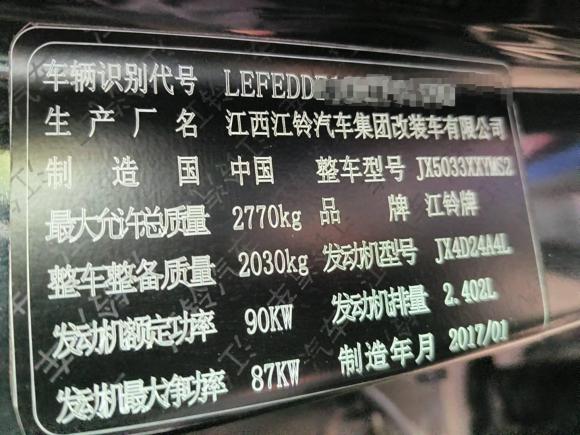 车辆识别代号 LEFEDD
生产厂名 江西江铃汽车集团改装车有限公司
制造国 中国 整车型号 JX5033XXYMS2
最大允许总质量 2770kg 品牌 江铃牌
整车整备质量 2030kg 发动机型号 JX4D24A4L
发动机额定功率 90KW 发动机排量 2.402L
发动机最大净功率 87KW 制造年月 2017/01